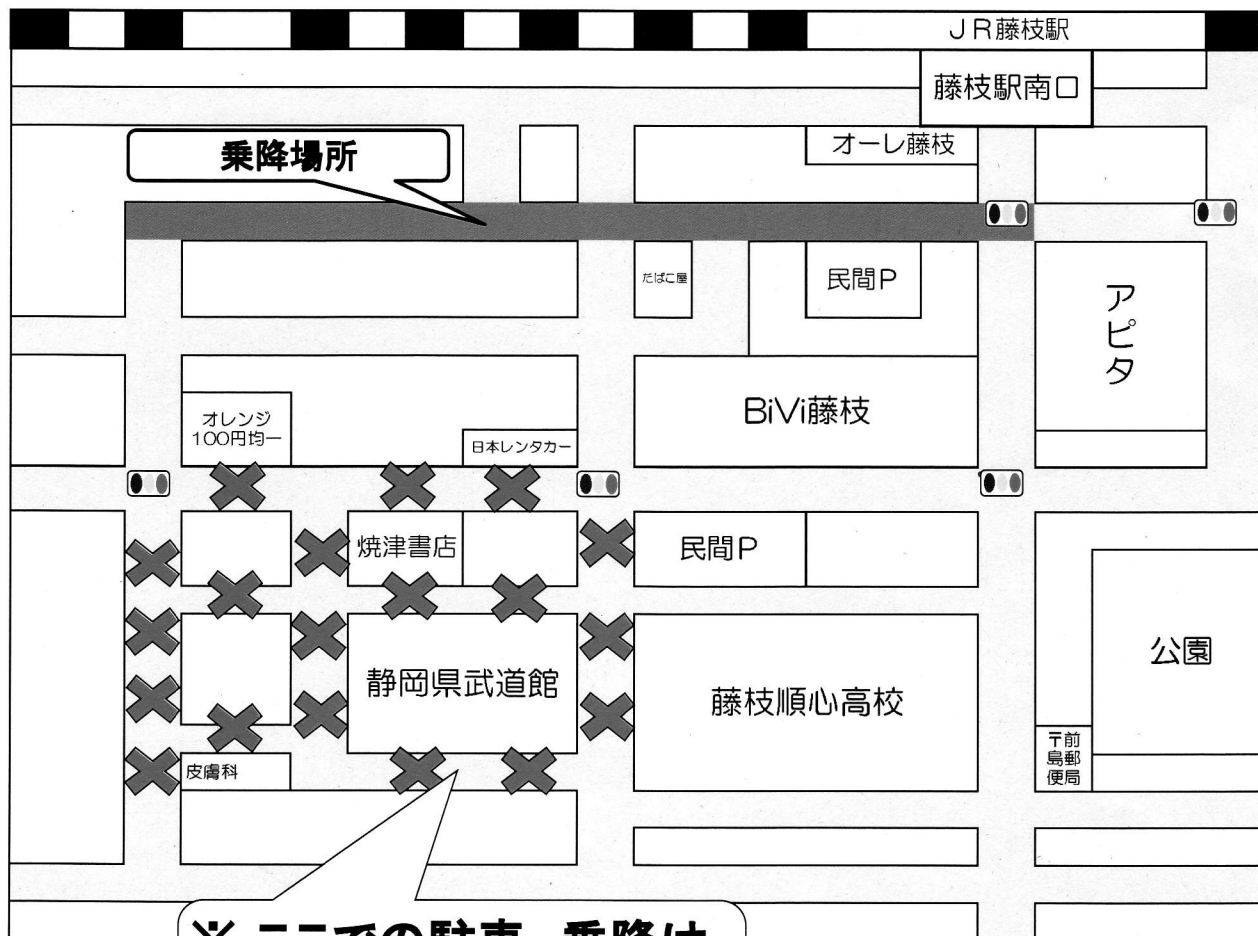 JR藤枝駅
藤枝駅南口
オーレ藤枝
乗降場所
たばこ屋
民間P
アピタ
BiVi藤枝
オレンジ
100円均一
日本レンタカー
焼津書店
民間P
静岡県武道館
藤枝順心高校
公園
〒前
島郵
便局
皮膚科
※ここでの駐車、乗降は